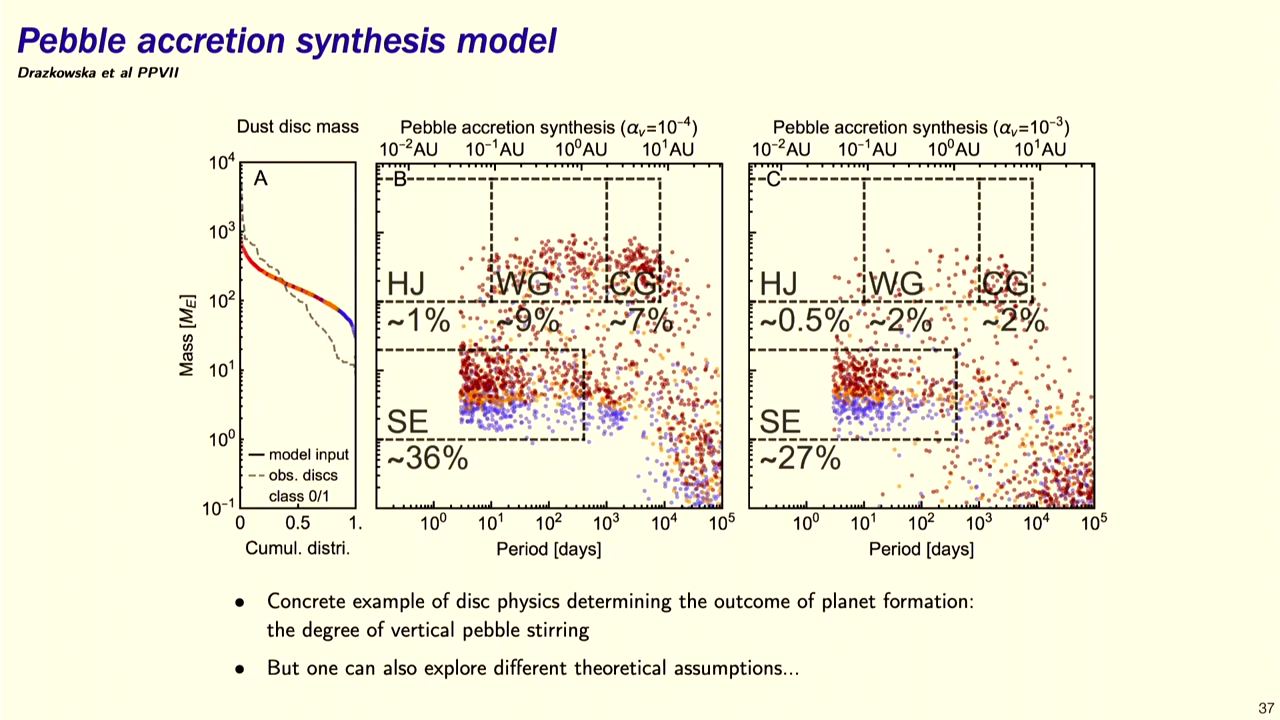 Pebble accretion synthesis model
Drazkowska et al PPVII
Dust disc mass
Pebble accretion synthesis (αv=10⁻⁴)
Pebble accretion synthesis (αv=10⁻³)
10⁻²AU 10⁻¹AU 10⁰AU 10¹AU
10⁻²AU 10⁻¹AU 10⁰AU 10¹AU
10⁴
10³
10²
10¹
10⁰
10⁻¹
Mass [ME]
A
model input
obs. discs
class 0/1
0 0.5 1.
Cumul. distri.
B
HJ WG CG
~1% ~9% ~7%
SE
~36%
10⁰ 10¹ 10² 10³ 10⁴ 10⁵
Period [days]
C
HJ WG CG
~0.5% ~2% ~2%
SE
~27%
10⁰ 10¹ 10² 10³ 10⁴ 10⁵
Period [days]
• Concrete example of disc physics determining the outcome of planet formation:
the degree of vertical pebble stirring
• But one can also explore different theoretical assumptions...
37